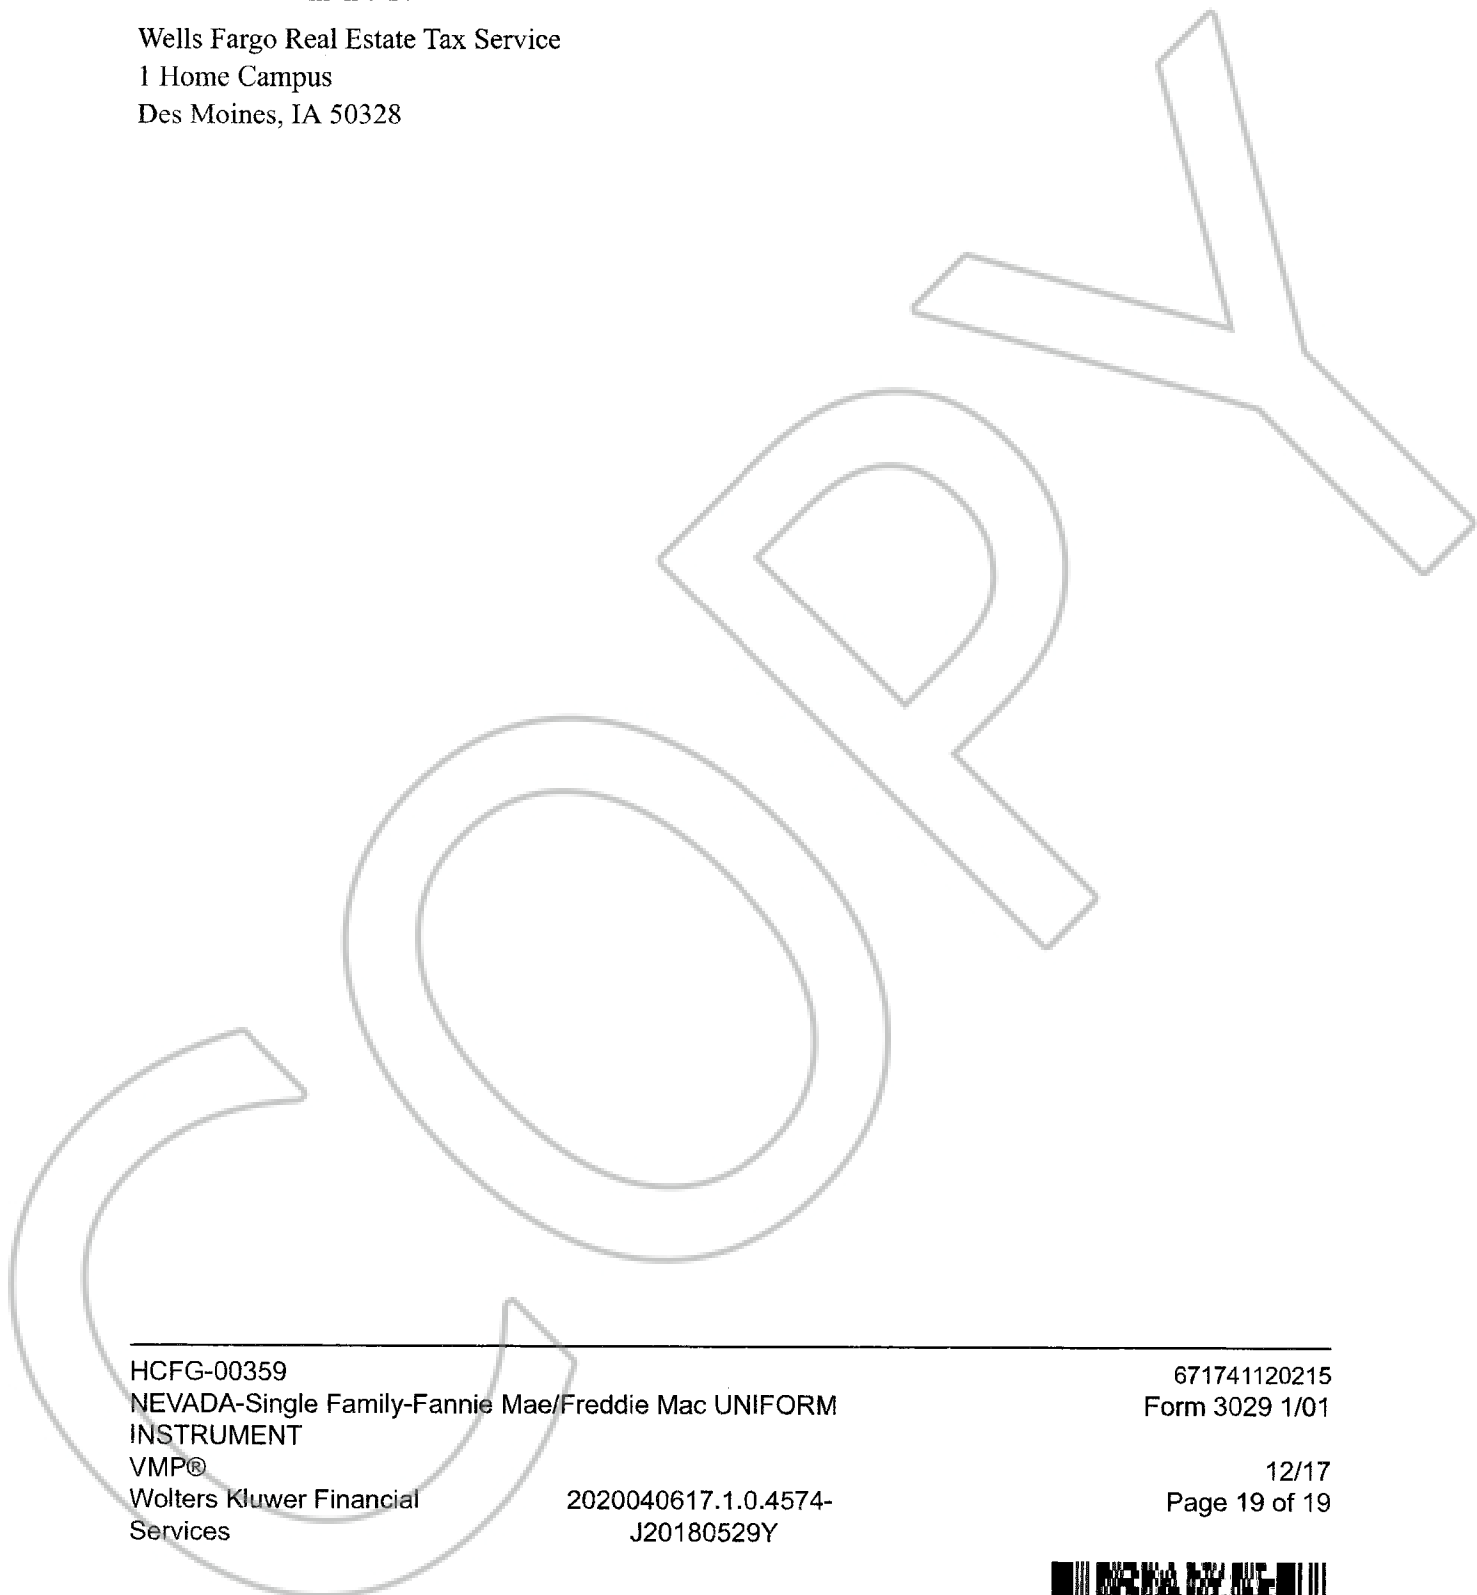 Wells Fargo Real Estate Tax Service
1 Home Campus
Des Moines, IA 50328
COPY
HCFG-00359 671741120215
NEVADA-Single Family-Fannie Mae/Freddie Mac UNIFORM Form 3029 1/01
INSTRUMENT
VMP® 12/17
Wolters Kluwer Financial 2020040617.1.0.4574- Page 19 of 19
Services J20180529Y